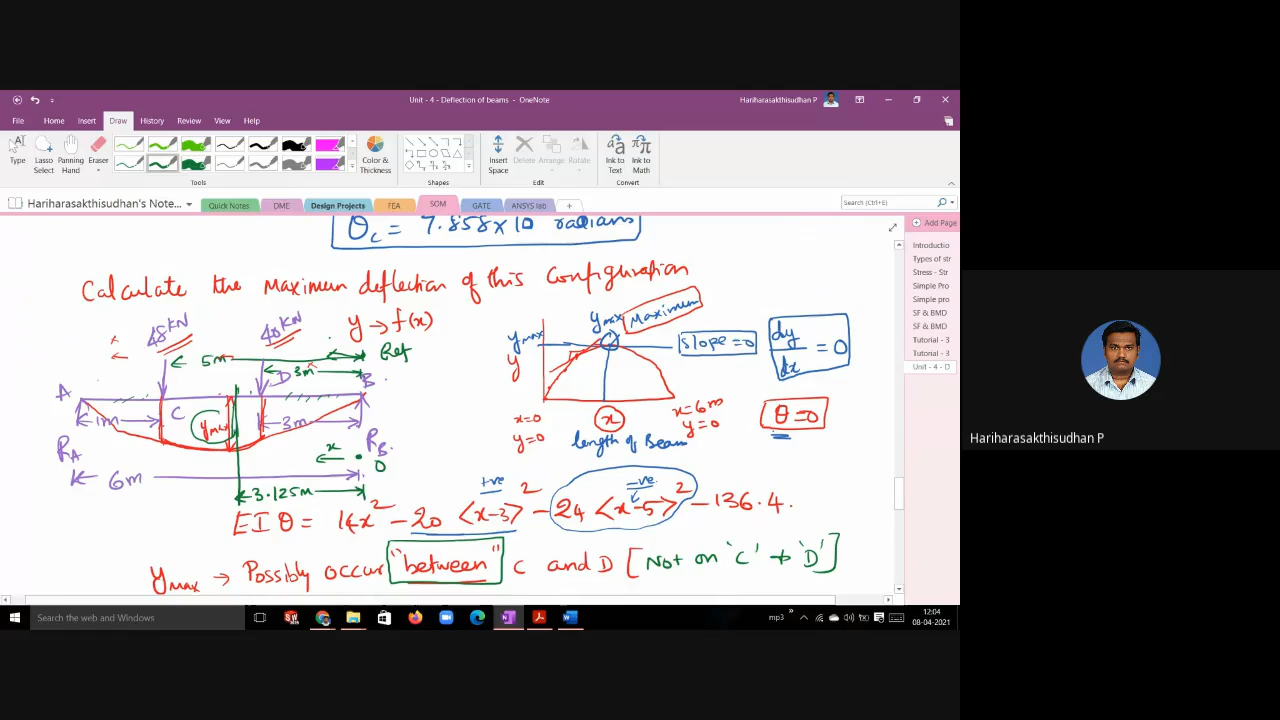 Unit - 4 - Deflection of beams - OneNote
Hariharasakthisudhan P
File Home Insert Draw History Review View Help
Type
Lasso Select
Panning Hand
Eraser
Color & Thickness
Insert Space
Delete
Arrange
Rotate
Ink to Text
Ink to Math
Tools
Shapes
Edit
Convert
Hariharasakthisudhan's Note...
Quick Notes DME Design Projects FEA SOM GATE ANSYS lab +
Search (Ctrl+E)
Add Page
Introductio
Types of str
Stress - Str
Simple Pro
Simple pro
SF & BMD
SF & BMD
Tutorial - 3
Tutorial - 3
Unit - 4 - D
θc = 7.858x10 radians
Calculate the Maximum deflection of this Configuration
48KN
40KN
y → f(x)
5m
Ref
3m
A
D
B
1m
C
ymax
3m
RA
RB
x
0
6m
3.125m
ymax
ymax
Maximum
y
slope=0
dy/dx = 0
x=0
y=0
x
x=6m
y=0
length of Beam
θ=0
+ve
-ve
EIθ = 14x² - 20 <x-3>² - 24 <x-5>² - 136.4.
ymax → Possibly occur "between" C and D [Not on 'C' + 'D']
Search the web and Windows
mp3
12:04
08-04-2021
Hariharasakthisudhan P